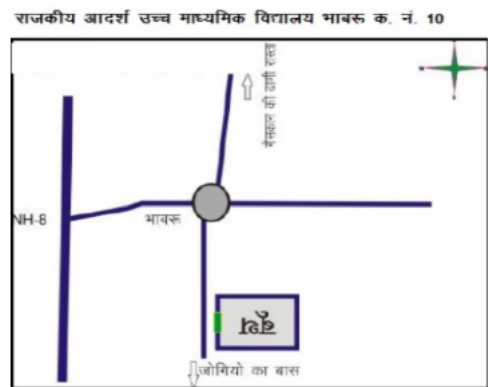 राजकीय आदर्श उच्च माध्यमिक विद्यालय भाबरू क. नं. 10
की ढाणी रास्ता
NH-8
भाबरू
बूथ
जोगियो का बास